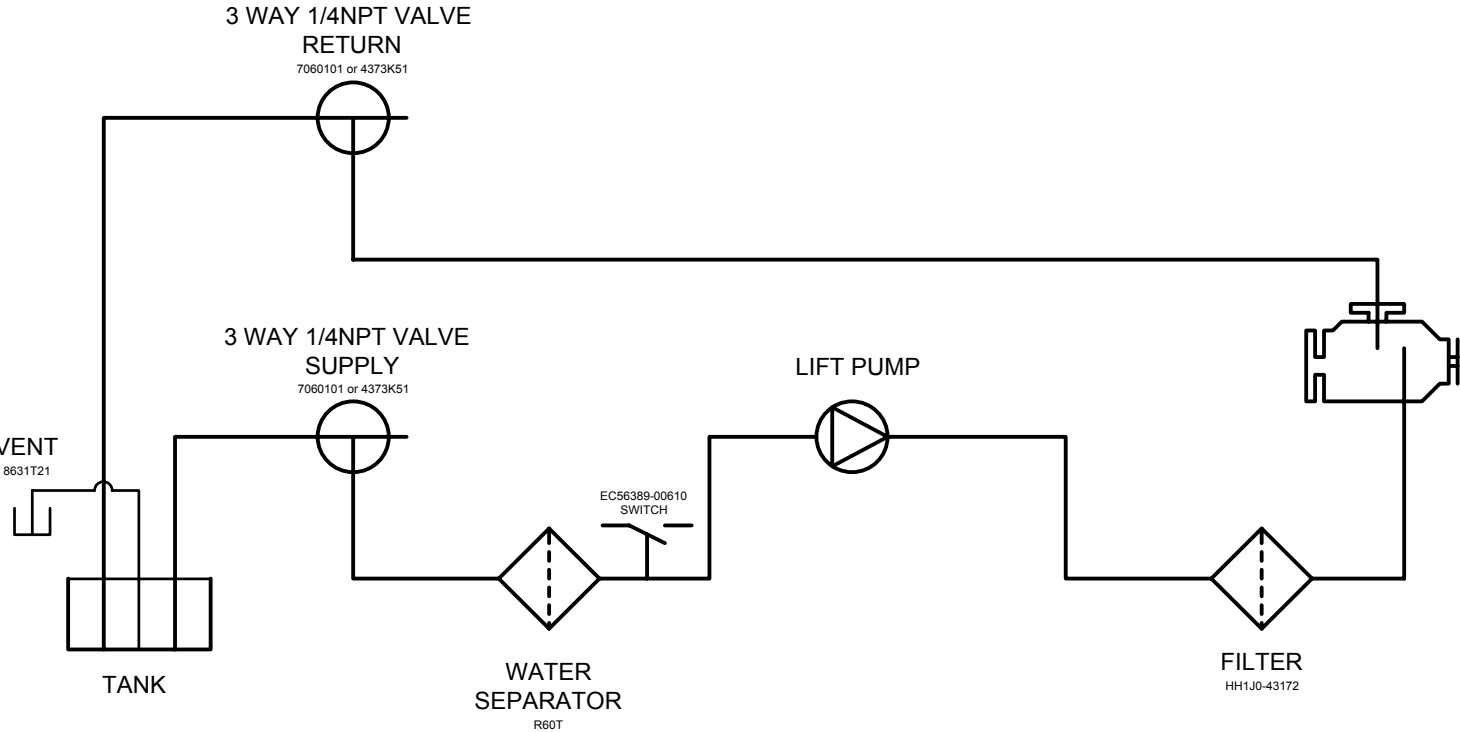 3 WAY 1/4NPT VALVE
RETURN
7060101 or 4373K51
3 WAY 1/4NPT VALVE
SUPPLY
7060101 or 4373K51
LIFT PUMP
VENT
8631T21
EC56389-00610
SWITCH
TANK
WATER
SEPARATOR
R60T
FILTER
HH1J0-43172